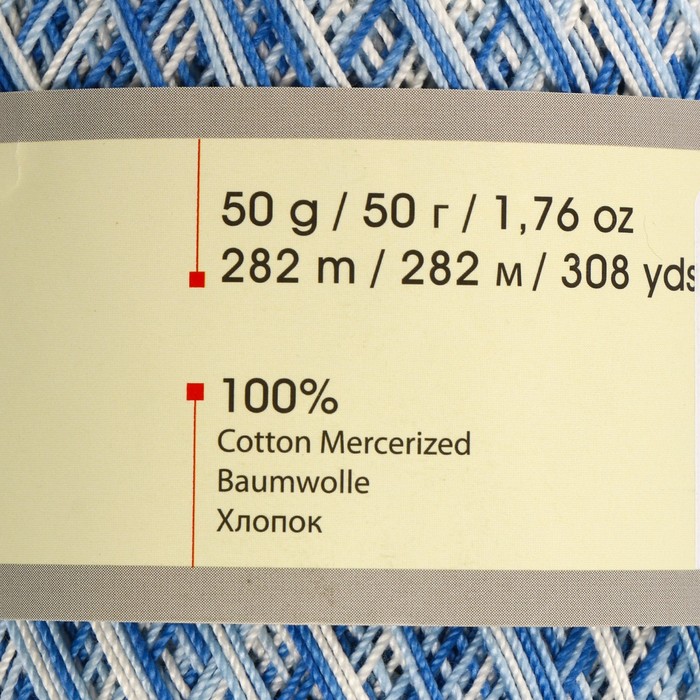 50 g / 50 г / 1,76 oz
282 m / 282 м / 308 yds
100%
Cotton Mercerized
Baumwolle
Хлопок